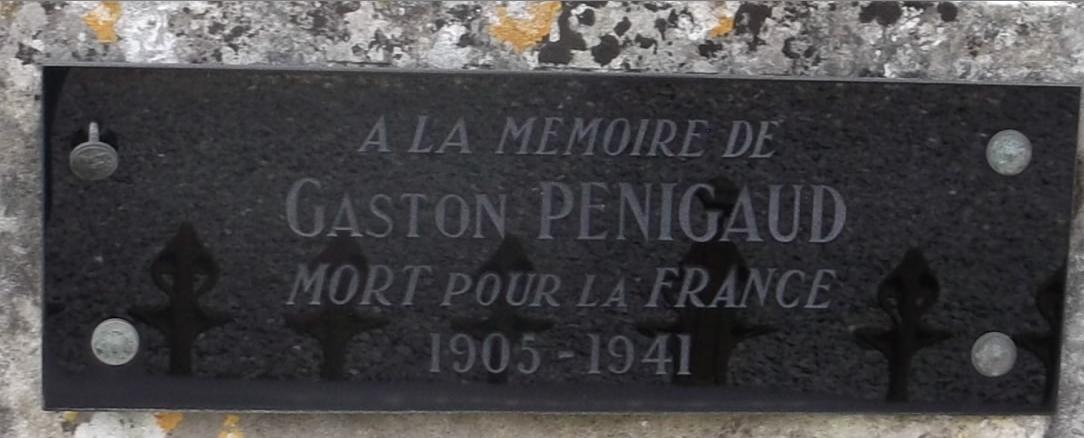 A LA MEMOIRE DE
GASTON PENIGAUD
MORT POUR LA FRANCE
1905 - 1941